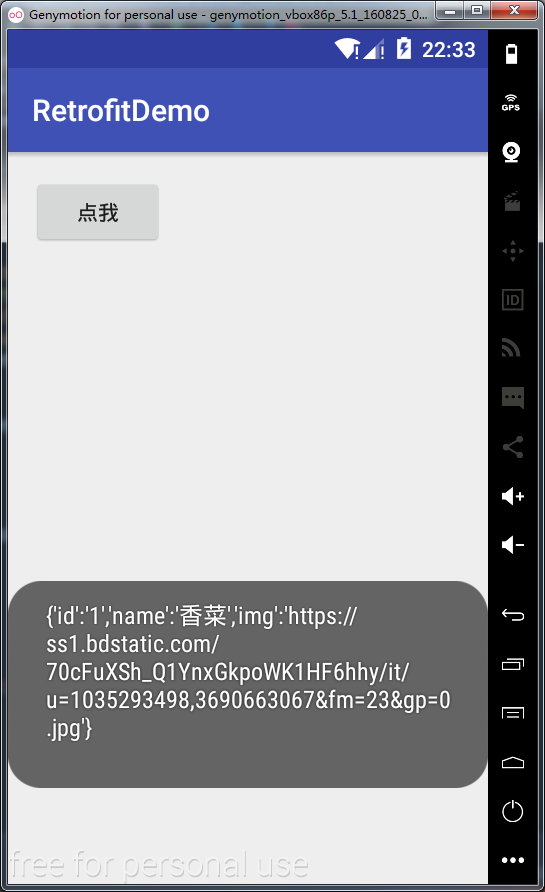 Genymotion for personal use - genymotion_vbox86p_5.1_160825_0...
22:33
GPS
RetrofitDemo
点我
ID
{'id':'1','name':'香菜','img':'https://
ss1.bdstatic.com/
70cFuXSh_Q1YnxGkpoWK1HF6hhy/it/
u=1035293498,3690663067&fm=23&gp=0
.jpg'}
free for personal use